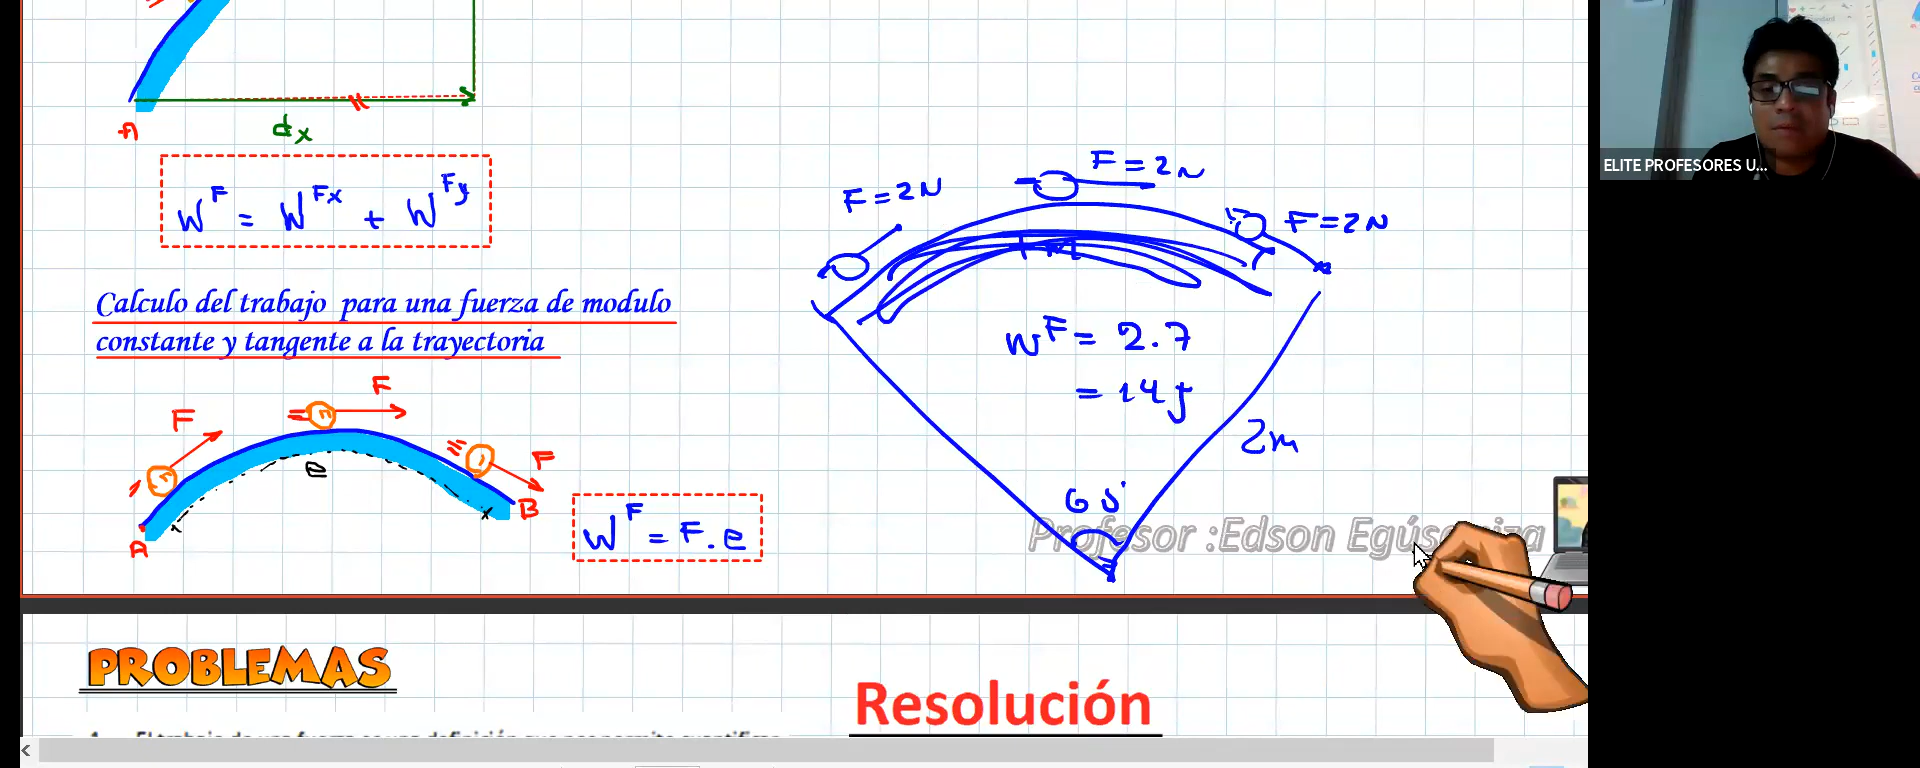 A
dx
W^F = W^Fx + W^Fy
Calculo del trabajo para una fuerza de modulo
constante y tangente a la trayectoria
F
F
F
e
A
B
W^F = F.e
F=2N
F=2N
F=2N
W^F = 2.7
= 14J
2m
60°
Profesor :Edson Egúsquiza
PROBLEMAS
Resolución
ELITE PROFESORES U...